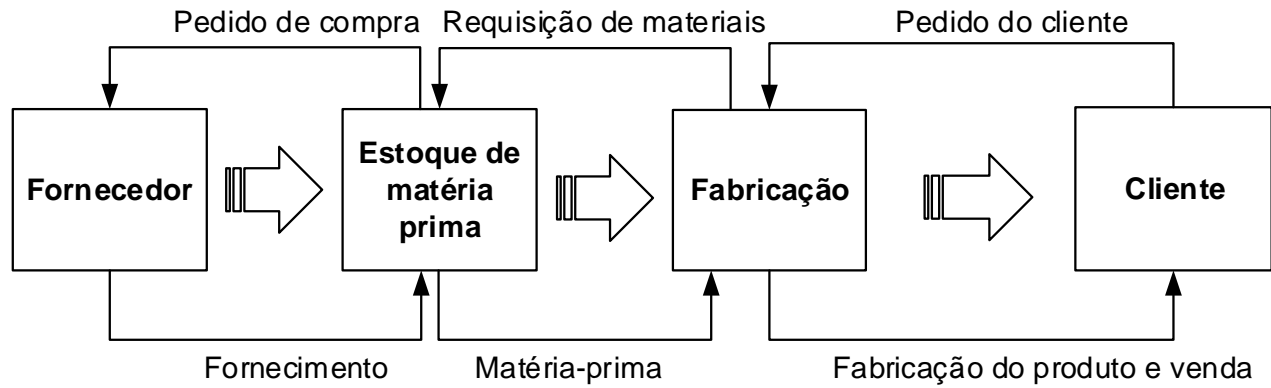 Pedido de compra
Requisição de materiais
Pedido do cliente
Fornecedor
Estoque de
matéria
prima
Fabricação
Cliente
Fornecimento
Matéria-prima
Fabricação do produto e venda